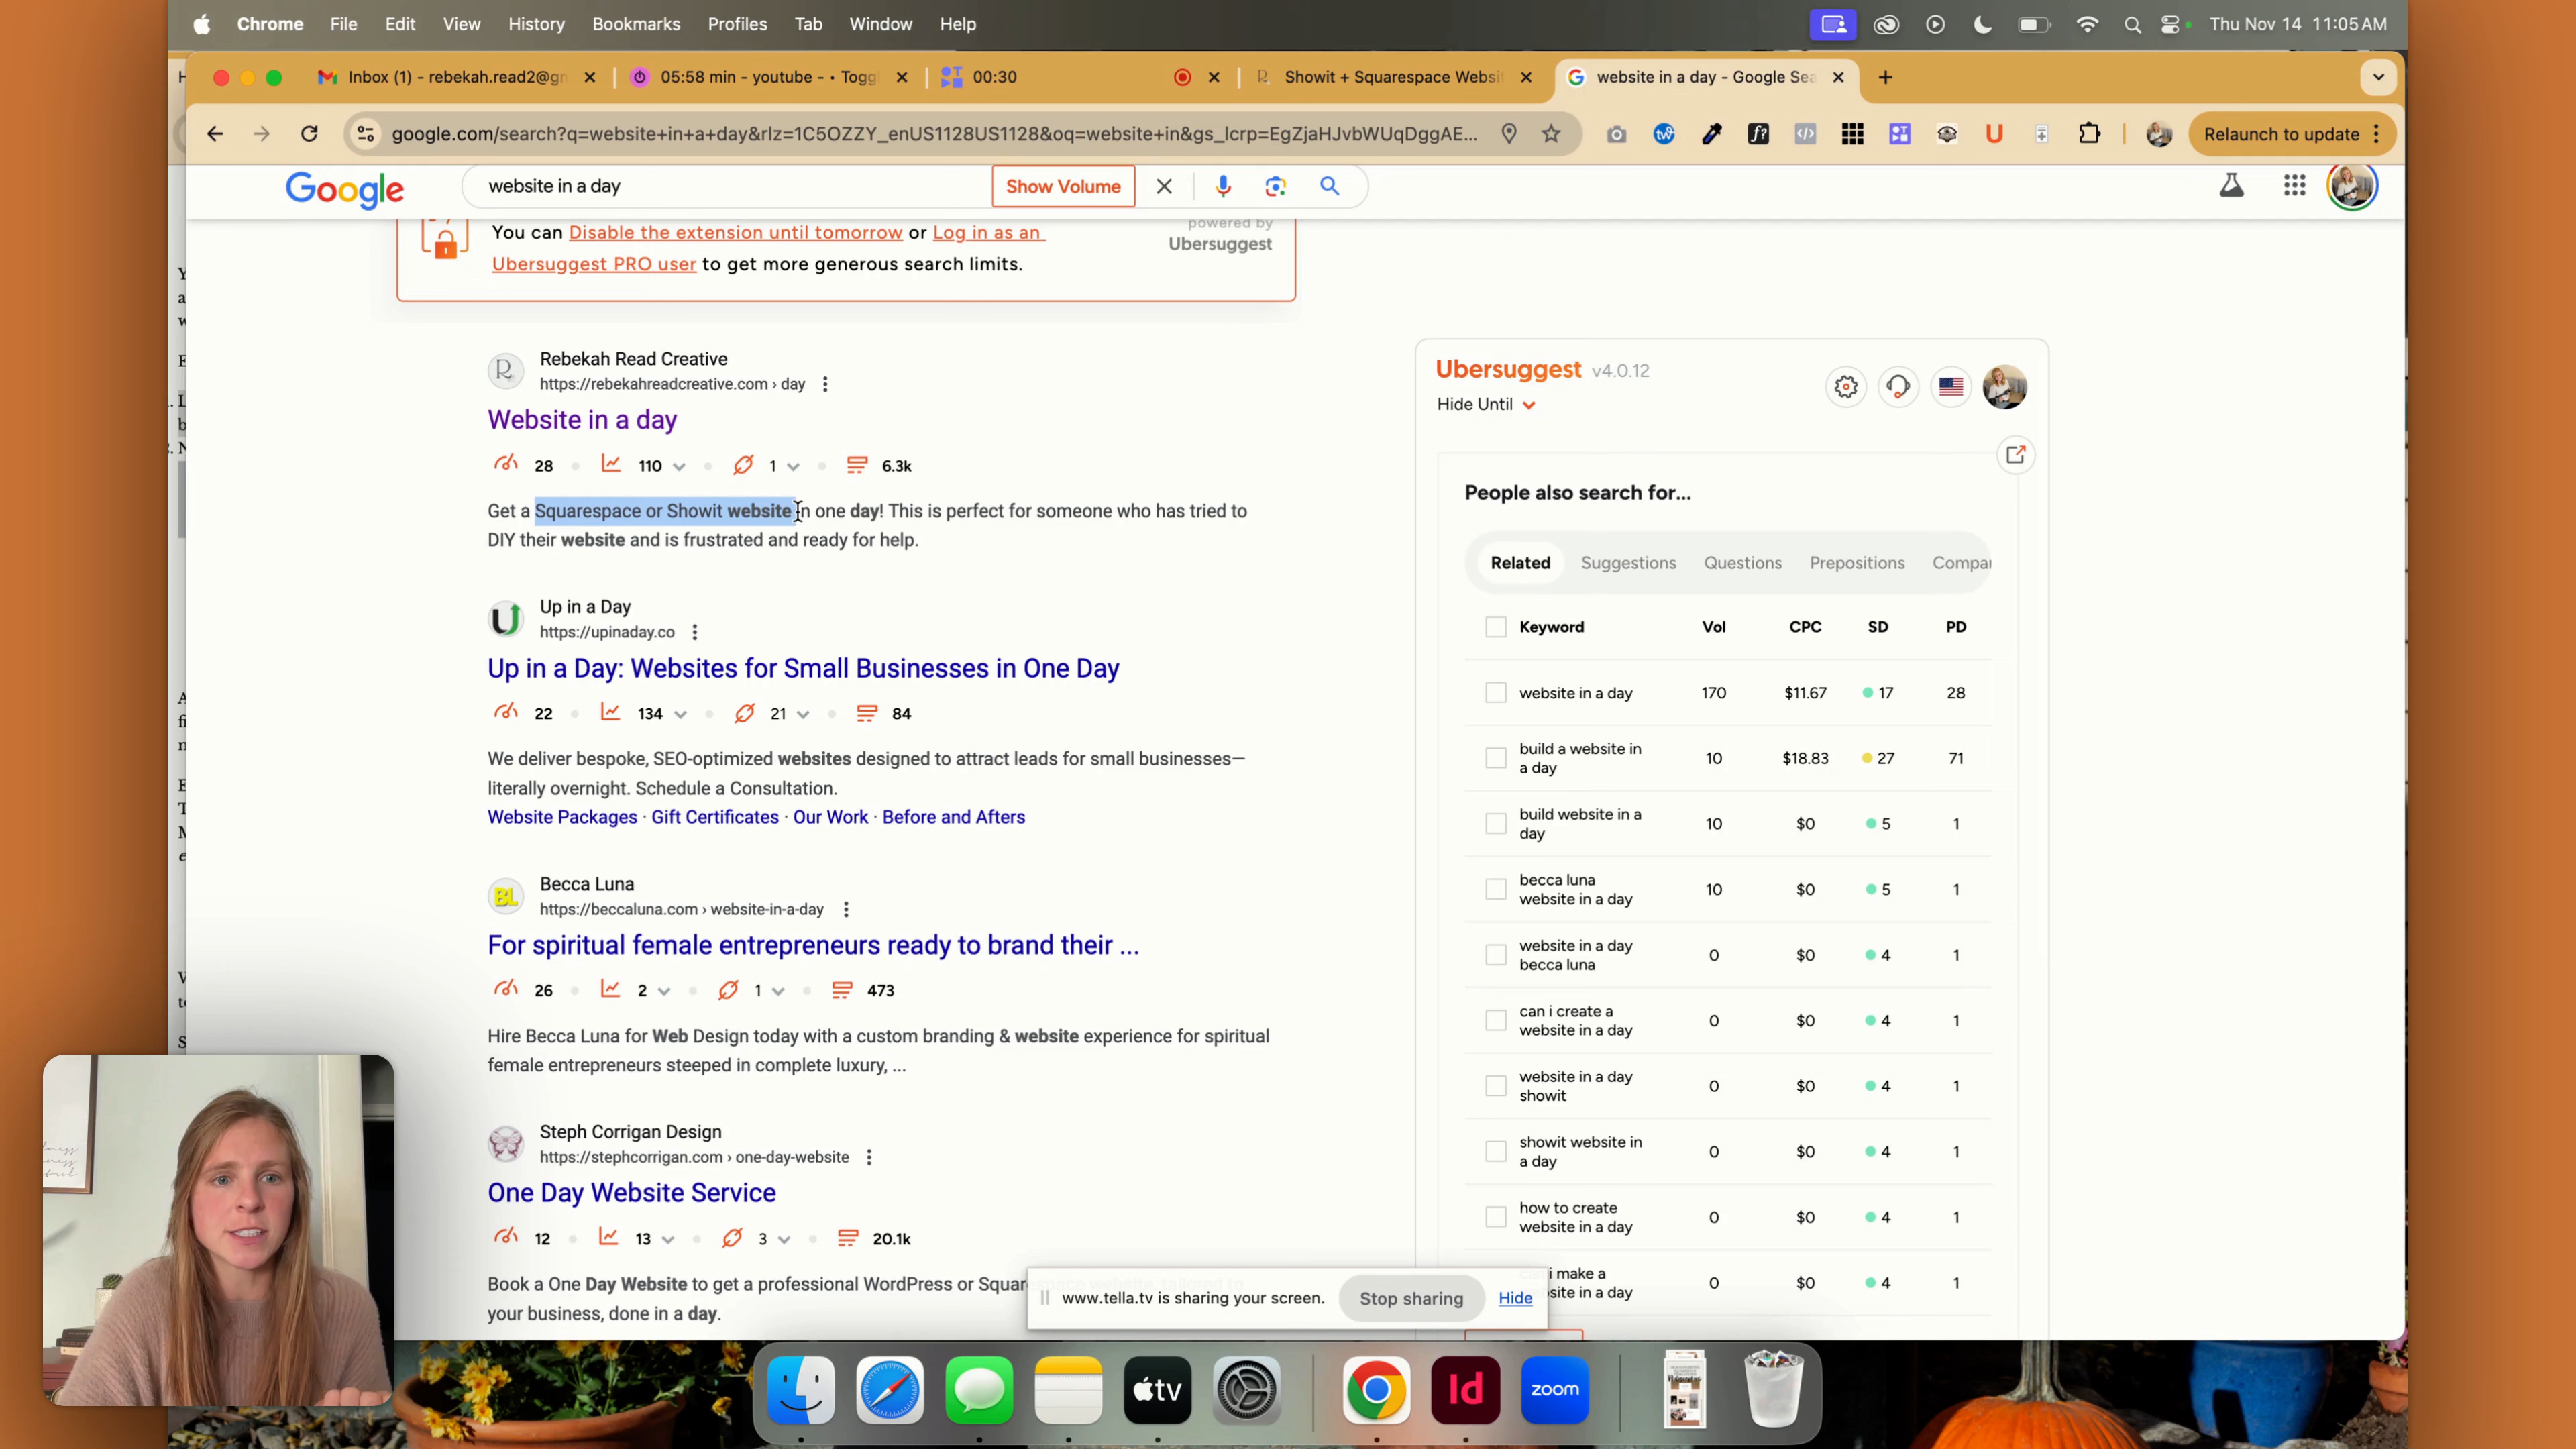 Chrome File Edit View History Bookmarks Profiles Tab Window Help Thu Nov 14 11:05 AM
Inbox (1) - rebekah.read2@gr 05:58 min - youtube - • Togg 00:30 Showit + Squarespace Websi website in a day - Google Sea
google.com/search?q=website+in+a+day&rlz=1C5OZZY_enUS1128US1128&oq=website+in&gs_lcrp=EgZjaHJvbWUqDggAE... Relaunch to update
Google website in a day Show Volume
You can Disable the extension until tomorrow or Log in as an
Ubersuggest PRO user to get more generous search limits.
powered by
Ubersuggest
Rebekah Read Creative
https://rebekahreadcreative.com › day
Website in a day
28 110 1 6.3k
Get a Squarespace or Showit website in one day! This is perfect for someone who has tried to
DIY their website and is frustrated and ready for help.
Up in a Day
https://upinaday.co
Up in a Day: Websites for Small Businesses in One Day
22 134 21 84
We deliver bespoke, SEO-optimized websites designed to attract leads for small businesses—
literally overnight. Schedule a Consultation.
Website Packages · Gift Certificates · Our Work · Before and Afters
BL
Becca Luna
https://beccaluna.com › website-in-a-day
For spiritual female entrepreneurs ready to brand their ...
26 2 1 473
Hire Becca Luna for Web Design today with a custom branding & website experience for spiritual
female entrepreneurs steeped in complete luxury, ...
Steph Corrigan Design
https://stephcorrigan.com › one-day-website
One Day Website Service
12 13 3 20.1k
Book a One Day Website to get a professional WordPress or Squar
your business, done in a day.
Ubersuggest v4.0.12
Hide Until
People also search for...
Related Suggestions Questions Prepositions Compar
Keyword Vol CPC SD PD
website in a day 170 $11.67 17 28
build a website in
a day 10 $18.83 27 71
build website in a
day 10 $0 5 1
becca luna
website in a day 10 $0 5 1
website in a day
becca luna 0 $0 4 1
can i create a
website in a day 0 $0 4 1
website in a day
showit 0 $0 4 1
showit website in
a day 0 $0 4 1
how to create
website in a day 0 $0 4 1
i make a
site in a day 0 $0 4 1
www.tella.tv is sharing your screen. Stop sharing Hide
tv Id zoom